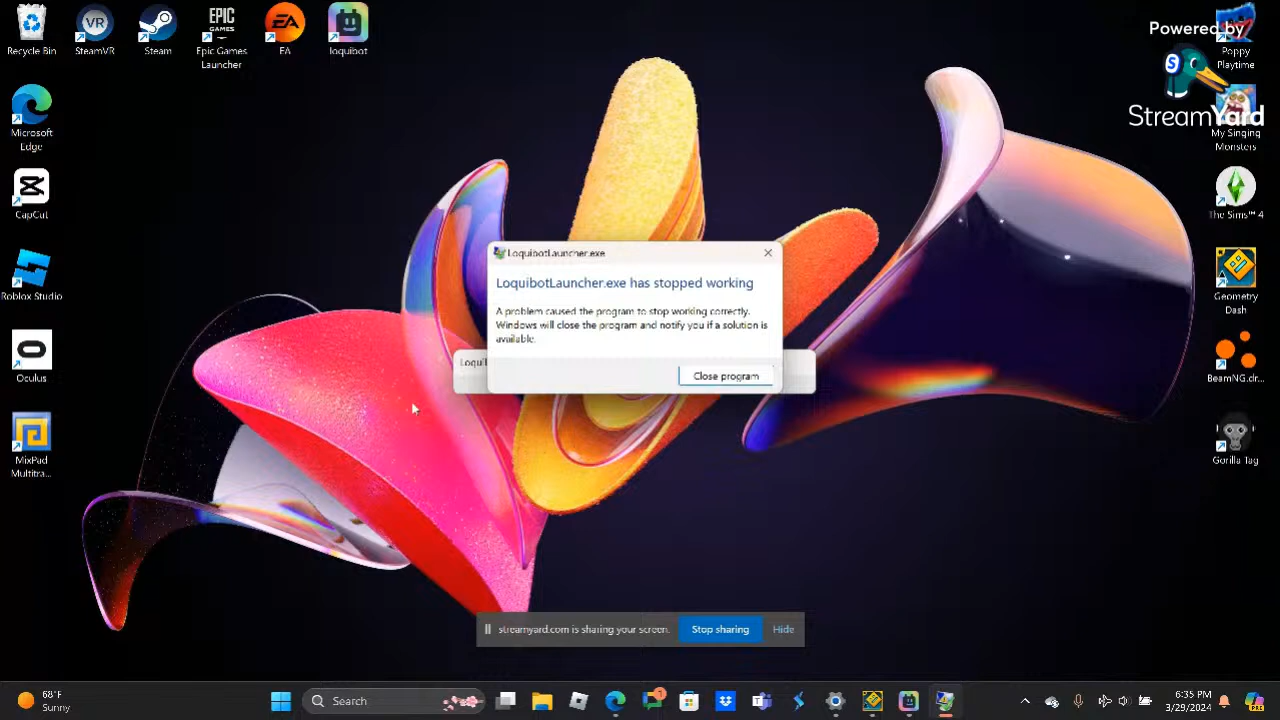 Recycle Bin
SteamVR
Steam
EPIC
GAMES
Epic Games
Launcher
EA
loquibot
Powered by
StreamYard
Poppy
Playtime
Microsoft
Edge
My Singing
Monsters
CapCut
The Sims™ 4
LoquibotLauncher.exe
LoquibotLauncher.exe has stopped working
A problem caused the program to stop working correctly.
Windows will close the program and notify you if a solution is
available.
Close program
Roblox Studio
Geometry
Dash
Oculus
BeamNG.dr...
MixPad
Multitra...
Gorilla Tag
streamyard.com is sharing your screen.
Stop sharing
Hide
68°F
Sunny
Search
1
6:35 PM
3/29/2024